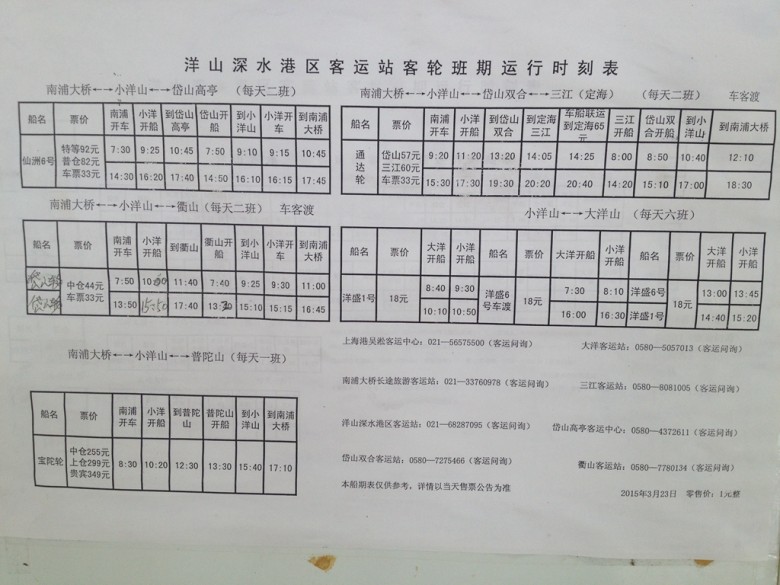 洋山深水港区客运站客轮班期运行时刻表
南浦大桥←→小洋山←→岱山高亭 （每天二班）
船名 票价 南浦开车 小洋开船 到岱山高亭 岱山开船 到小洋山 小洋开车 到南浦大桥
仙洲6号 特等92元 普仓82元 车票33元 7:30 9:25 10:45 7:50 9:10 9:15 10:45
14:30 16:20 17:40 14:50 16:10 16:15 17:45
南浦大桥←→小洋山←→岱山双合←→三江（定海） （每天二班） 车客渡
船名 票价 南浦开车 小洋开船 到岱山双合 到定海三江 车船联运到定海65元 三江开船 岱山双合开船 到小洋山 到南浦大桥
通达轮 岱山57元 三江60元 车票33元 9:20 11:20 13:20 14:05 14:25 8:00 8:50 10:40 12:10
15:30 17:30 19:30 20:20 20:40 14:20 15:10 17:00 18:30
南浦大桥←→小洋山←→衢山（每天二班） 车客渡
船名 票价 南浦开车 小洋开船 到衢山 衢山开船 到小洋山 小洋开车 到南浦大桥
中仓44元 车票33元 7:50 11:40 7:40 9:25 9:30 11:00
13:50 15:50 17:40 13:30 15:10 15:15 16:45
小洋山←→大洋山 （每天六班）
船名 票价 大洋开船 小洋开船 船名 票价 大洋开船 小洋开船 船名 票价 大洋开船 小洋开船
洋盛1号 18元 8:40 9:30 洋盛6号车渡 18元 7:30 8:10 洋盛6号 18元 13:00 13:45
10:10 10:50 16:00 16:30 洋盛1号 14:40 15:20
南浦大桥←→小洋山←→普陀山（每天一班）
船名 票价 南浦开车 小洋开船 到普陀山 普陀山开船 到小洋山 到南浦大桥
宝陀轮 中仓255元 上仓299元 贵宾349元 8:30 10:20 12:30 13:30 15:40 17:10
上海港吴淞客运中心：021—56575500（客运问询） 大洋客运站：0580—5057013（客运问询）
南浦大桥长途旅游客运站：021—33760978（客运问询） 三江客运站：0580—8081005（客运问询）
洋山深水港区客运站：021—68287095（客运问询） 岱山高亭客运中心：0580—4372611（客运问询）
岱山双合客运站：0580—7275466（客运问询） 衢山客运站：0580—7780134（客运问询）
本船期表仅供参考，详情以当天售票公告为准 2015年3月23日 零售价：1元整